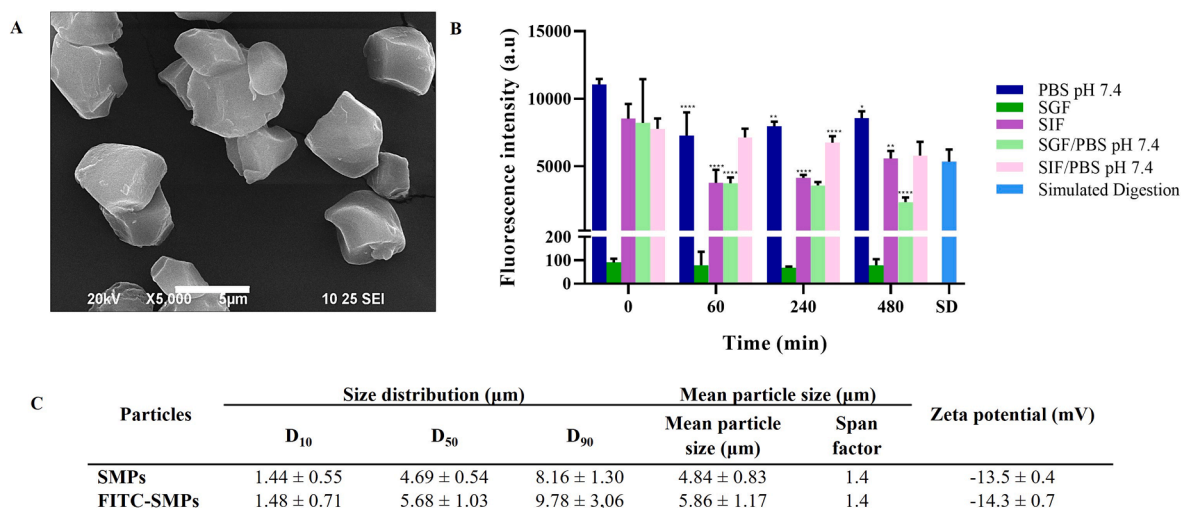 A
20kV X5,000 5µm 10 25 SEI
B
Fluorescence intensity (a.u)
15000
10000
5000
200
100
0
**** **** ****
** **** ****
* ** ****
0 60 240 480 SD
Time (min)
PBS pH 7.4
SGF
SIF
SGF/PBS pH 7.4
SIF/PBS pH 7.4
Simulated Digestion
C
Particles Size distribution (µm) Mean particle size (µm) Zeta potential (mV)
D10 D50 D90 Mean particle size (µm) Span factor
SMPs 1.44 ± 0.55 4.69 ± 0.54 8.16 ± 1.30 4.84 ± 0.83 1.4 -13.5 ± 0.4
FITC-SMPs 1.48 ± 0.71 5.68 ± 1.03 9.78 ± 3,06 5.86 ± 1.17 1.4 -14.3 ± 0.7